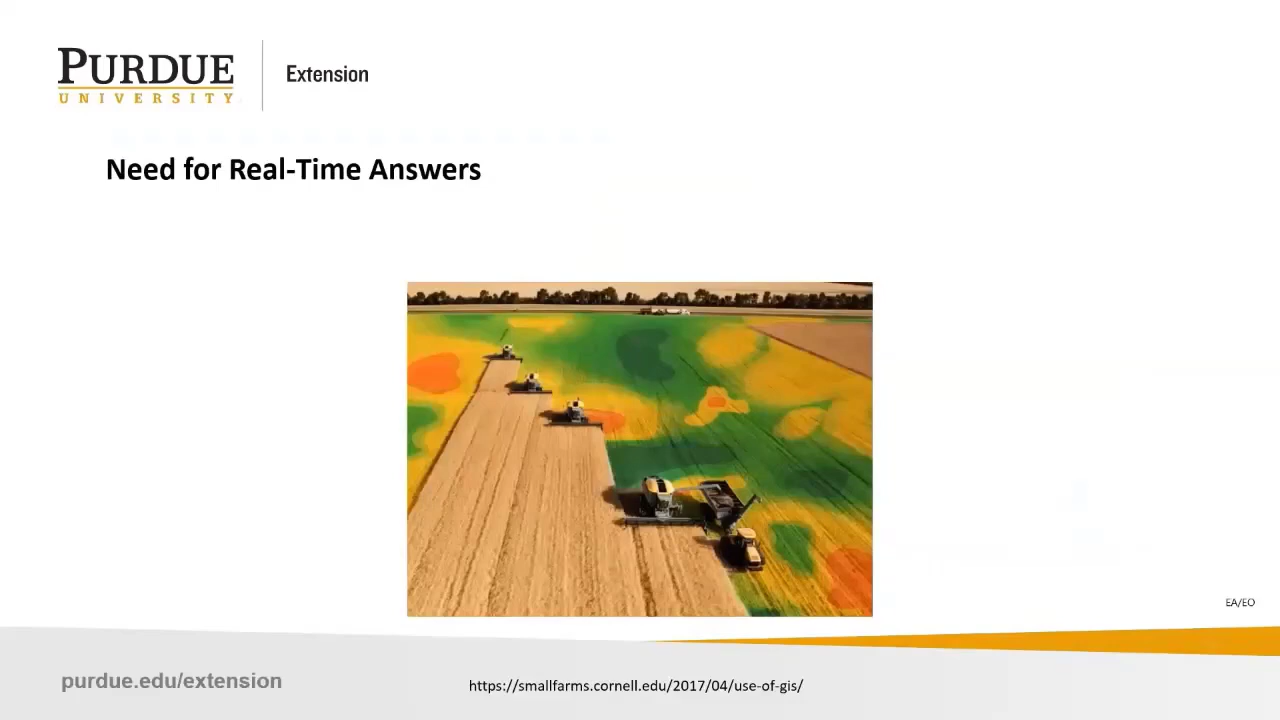 PURDUE
UNIVERSITY
Extension
Need for Real-Time Answers
EA/EO
purdue.edu/extension
https://smallfarms.cornell.edu/2017/04/use-of-gis/